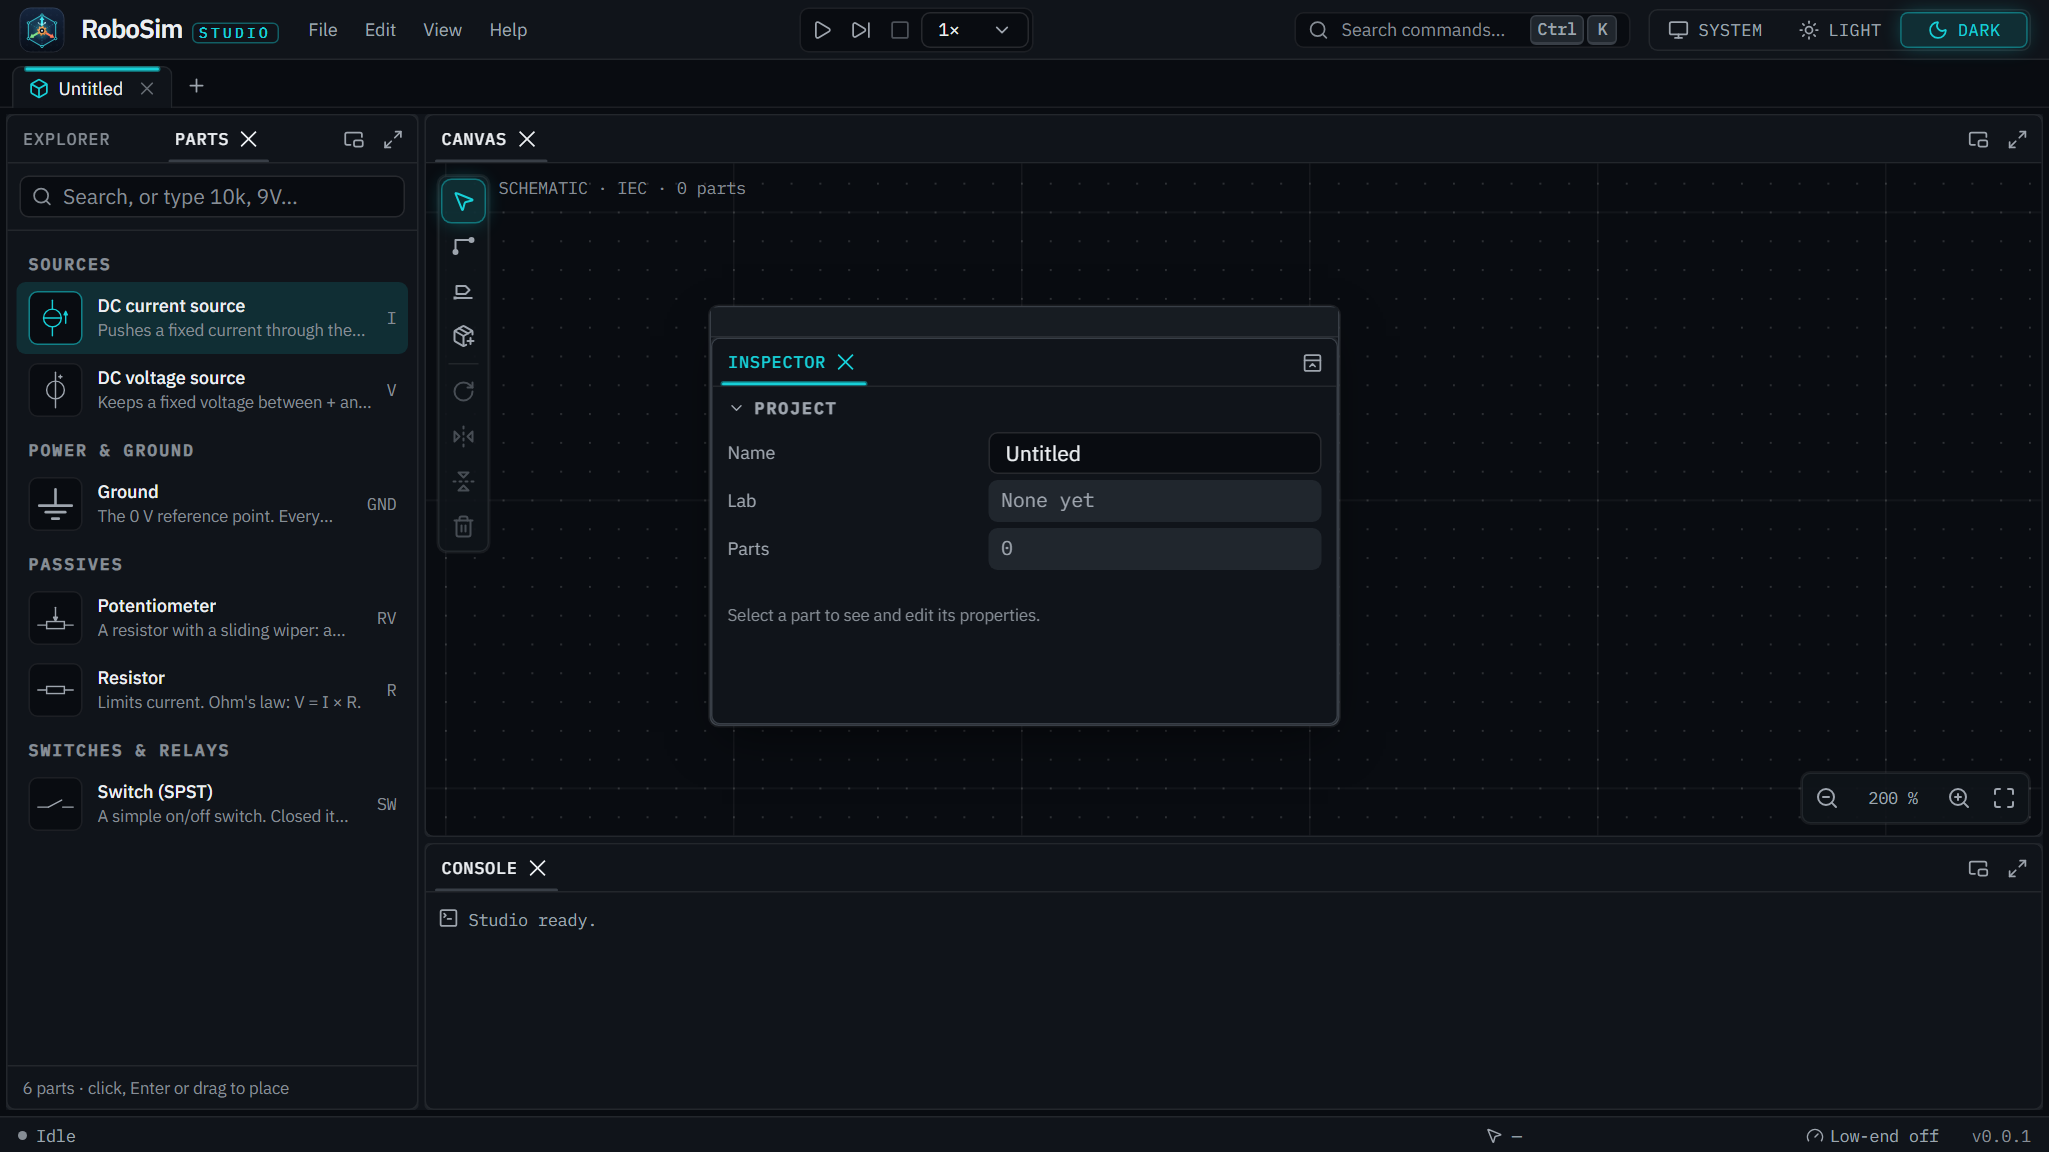 RoboSim STUDIO File Edit View Help 1× Search commands... Ctrl K SYSTEM LIGHT DARK
Untitled
EXPLORER PARTS
Search, or type 10k, 9V...
SOURCES
DC current source
Pushes a fixed current through the... I
DC voltage source
Keeps a fixed voltage between + an... V
POWER & GROUND
Ground
The 0 V reference point. Every... GND
PASSIVES
Potentiometer
A resistor with a sliding wiper: a... RV
Resistor
Limits current. Ohm's law: V = I × R. R
SWITCHES & RELAYS
Switch (SPST)
A simple on/off switch. Closed it... SW
6 parts · click, Enter or drag to place
CANVAS
SCHEMATIC · IEC · 0 parts
INSPECTOR
PROJECT
Name Untitled
Lab None yet
Parts 0
Select a part to see and edit its properties.
200 %
CONSOLE
Studio ready.
Idle — Low-end off v0.0.1